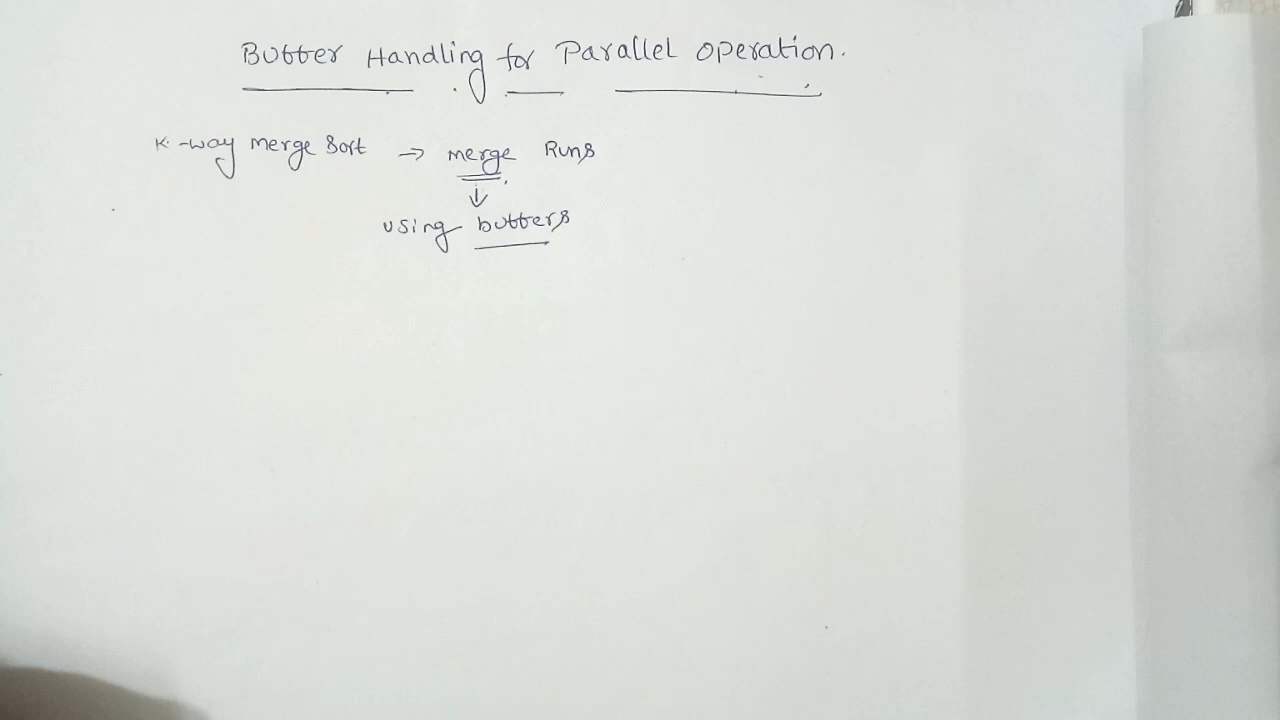 Buffer Handling for Parallel Operation.
K-way merge Sort → merge Runs
↓
using buffers